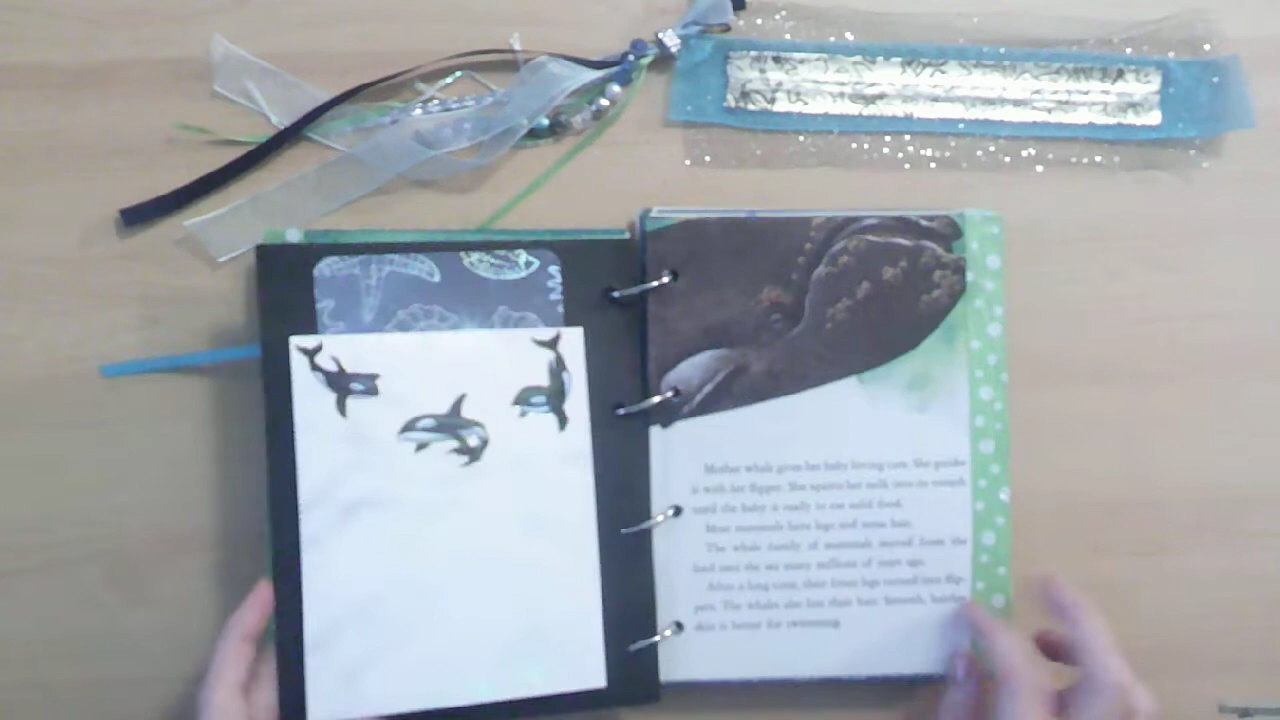 Mother whale gives her baby loving care. She guides
it with her flipper. She squirts her milk into its mouth
until the baby is ready to eat solid food.
Most mammals have legs and some hair.
The whale family of mammals moved from the
land into the sea many millions of years ago.
After a long time, their front legs turned into flip-
pers. The whales also lost their hair. Smooth, hairless
skin is better for swimming.